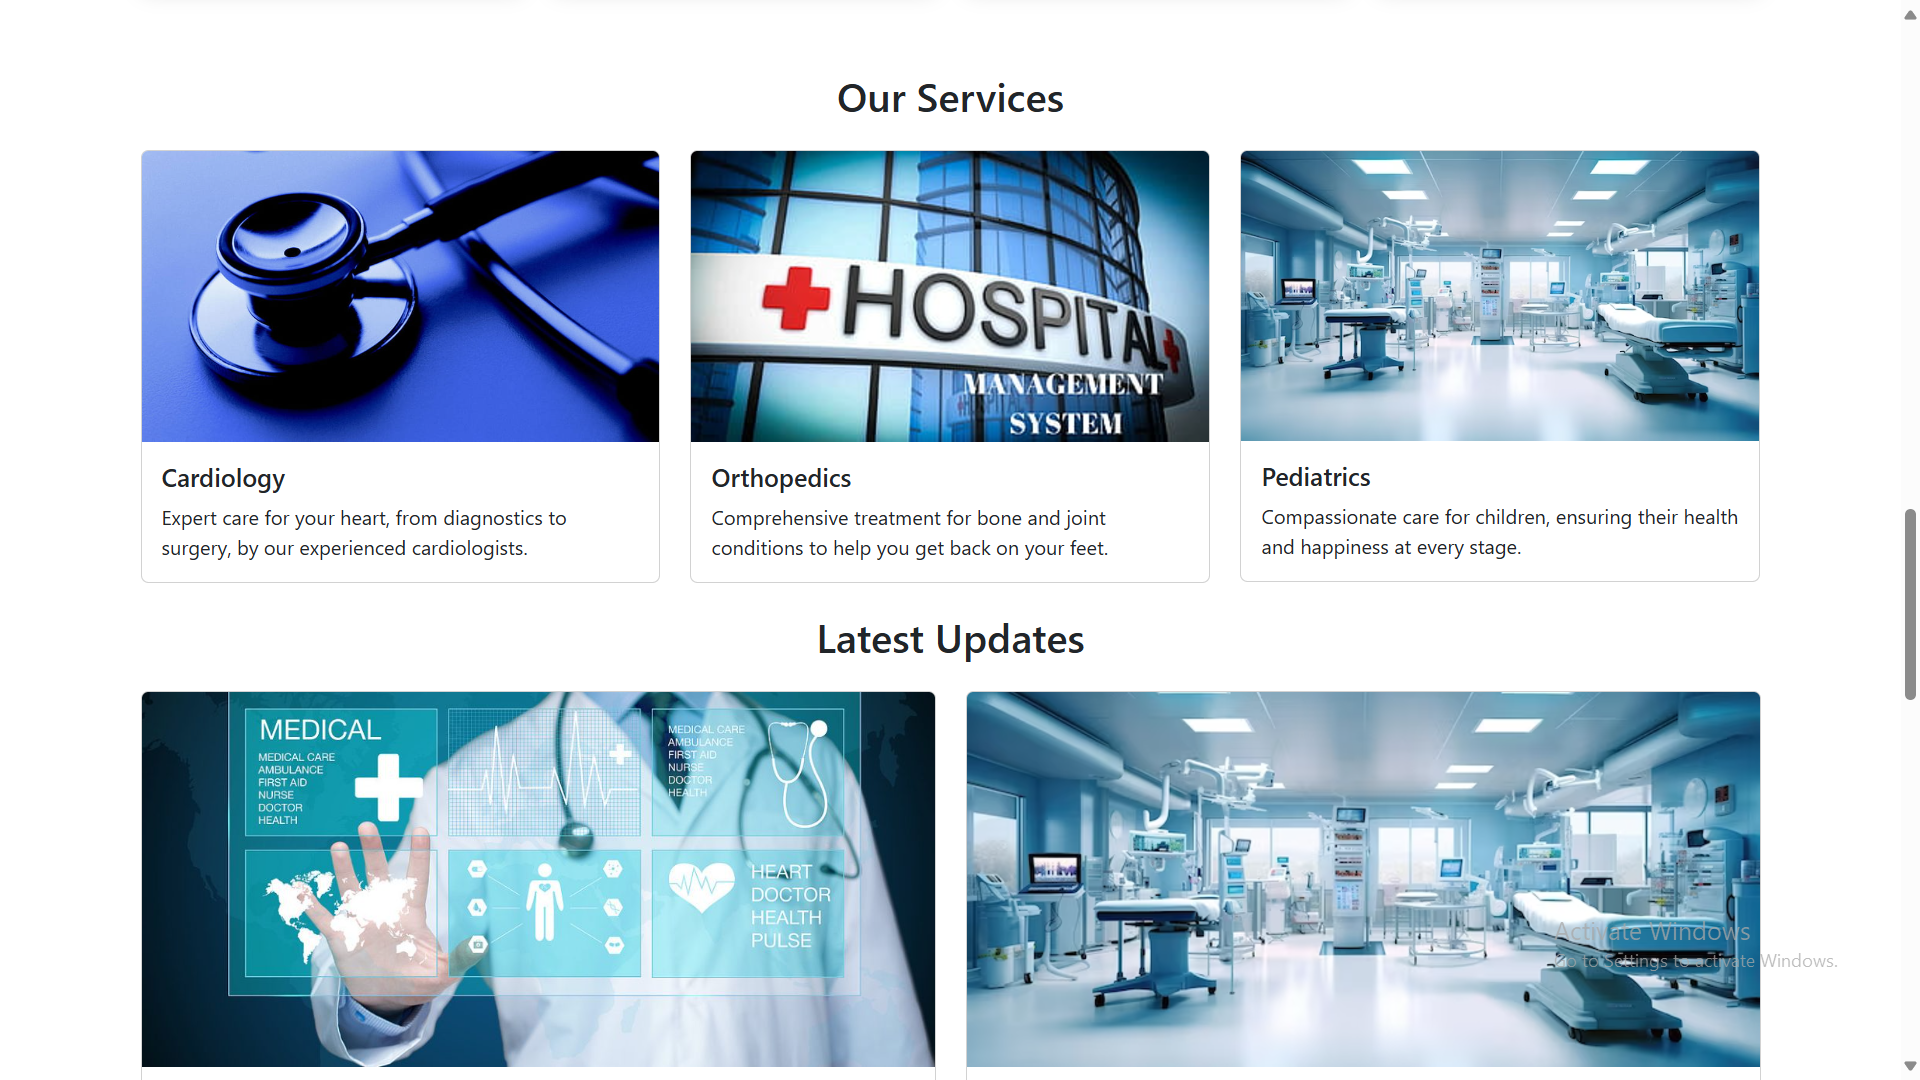 Our Services
HOSPITAL
MANAGEMENT
SYSTEM
Cardiology
Expert care for your heart, from diagnostics to
surgery, by our experienced cardiologists.
Orthopedics
Comprehensive treatment for bone and joint
conditions to help you get back on your feet.
Pediatrics
Compassionate care for children, ensuring their health
and happiness at every stage.
Latest Updates
MEDICAL
MEDICAL CARE
AMBULANCE
FIRST AID
NURSE
DOCTOR
HEALTH
MEDICAL CARE
AMBULANCE
FIRST AID
NURSE
DOCTOR
HEALTH
HEART
DOCTOR
HEALTH
PULSE
Activate Windows
Go to Settings to activate Windows.